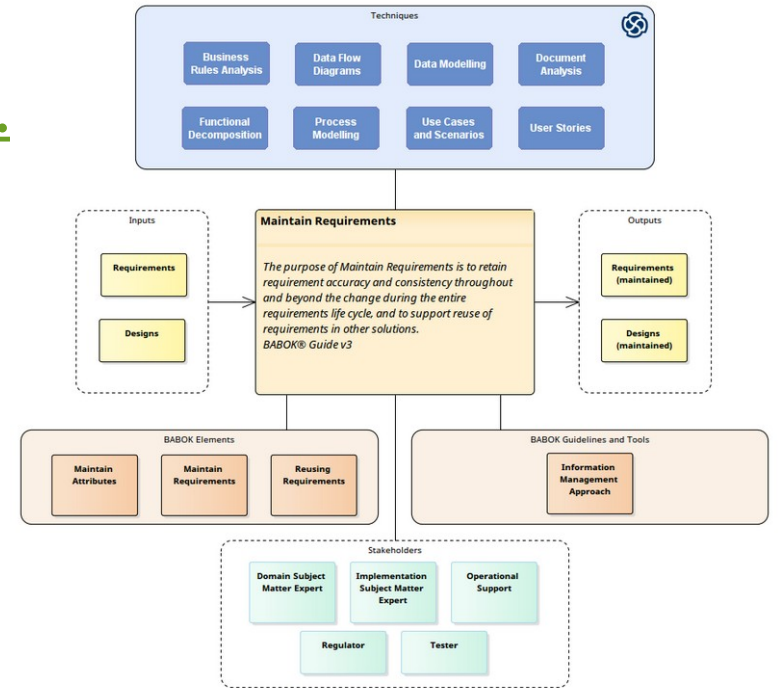 Techniques
Business
Rules Analysis
Data Flow
Diagrams
Data Modelling
Document
Analysis
Functional
Decomposition
Process
Modelling
Use Cases
and Scenarios
User Stories
Inputs
Requirements
Designs
Maintain Requirements
The purpose of Maintain Requirements is to retain
requirement accuracy and consistency throughout
and beyond the change during the entire
requirements life cycle, and to support reuse of
requirements in other solutions.
BABOK® Guide v3
Outputs
Requirements
(maintained)
Designs
(maintained)
BABOK Elements
Maintain
Attributes
Maintain
Requirements
Reusing
Requirements
BABOK Guidelines and Tools
Information
Management
Approach
Stakeholders
Domain Subject
Matter Expert
Implementation
Subject Matter
Expert
Operational
Support
Regulator
Tester